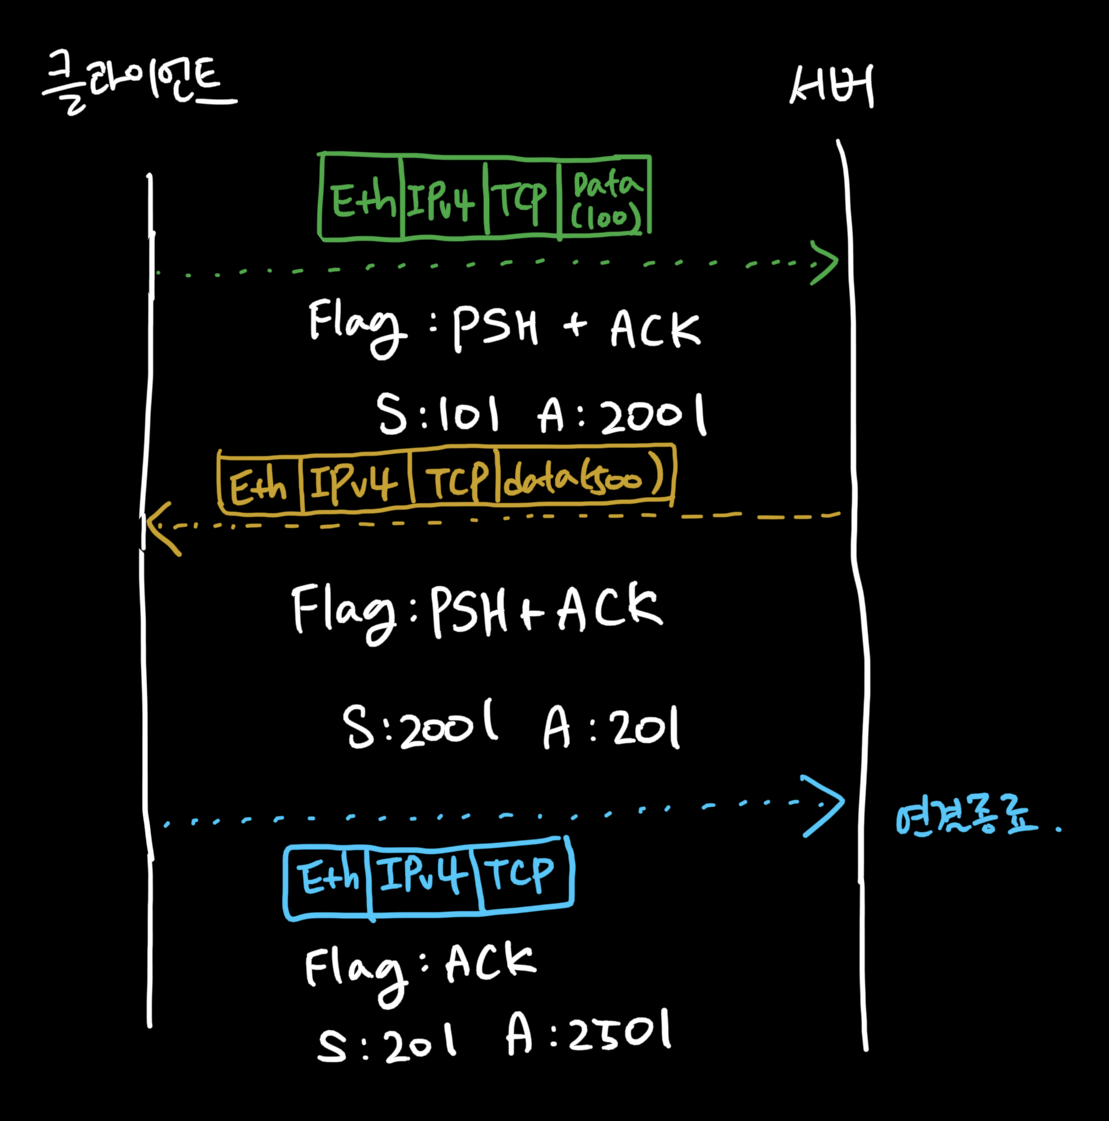 클라이언트 서버
Eth IPv4 TCP Data (100)
Flag : PSH + ACK
S:101 A:2001
Eth IPv4 TCP data(500)
Flag:PSH+ACK
S:2001 A:201
연결종료.
Eth IPv4 TCP
Flag:ACK
S:201 A:2501